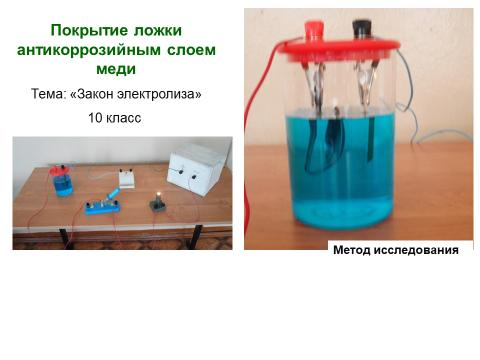 Покрытие ложки
антикоррозийным слоем
меди
Тема: «Закон электролиза»
10 класс
Метод исследования